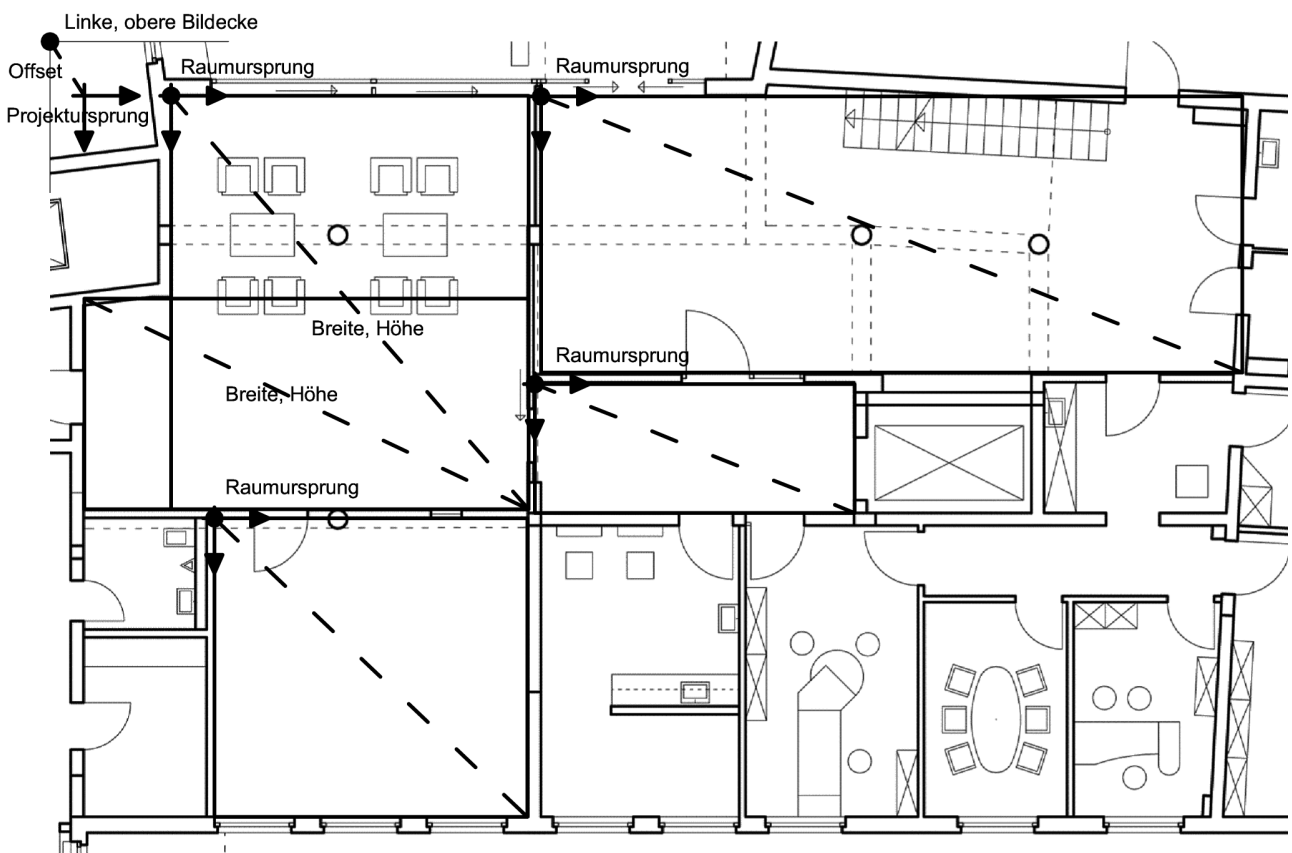 Linke, obere Bildecke
Offset
Raumursprung
Raumursprung
Projektursprung
Breite, Höhe
Raumursprung
Breite, Höhe
Raumursprung